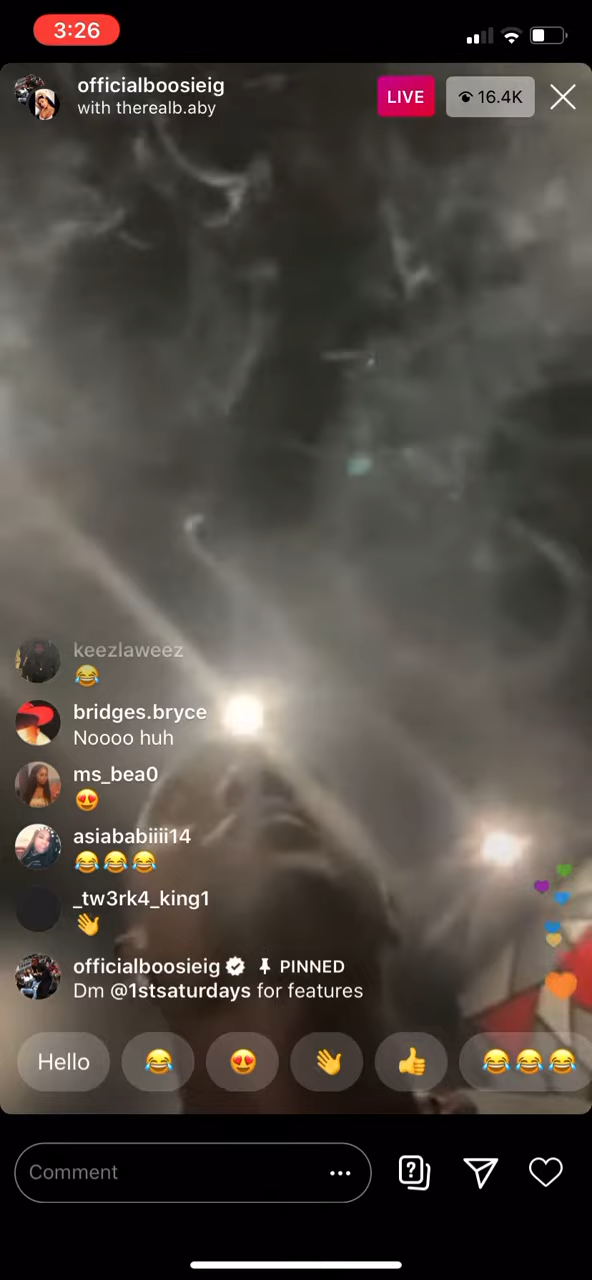 3:26
officialboosieig
with therealb.aby
LIVE
16.4K
keezlaweez
😂
bridges.bryce
Noooo huh
ms_bea0
😍
asiababiiii14
😂😂😂
_tw3rk4_king1
👋
officialboosieig PINNED
Dm @1stsaturdays for features
Hello 😂 😍 👋 👍 😂😂😂
Comment